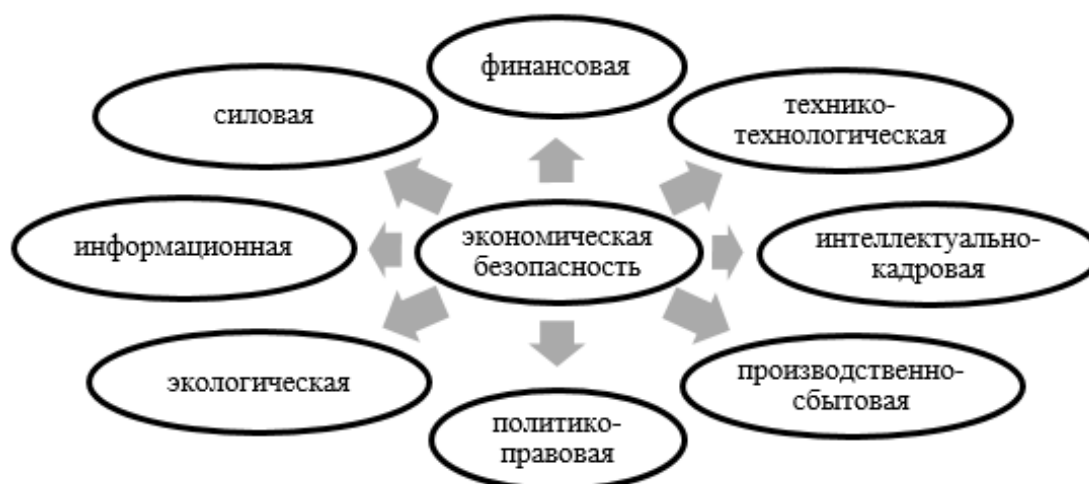 финансовая
силовая
технико-
технологическая
информационная
экономическая
безопасность
интеллектуально-
кадровая
экологическая
производственно-
сбытовая
политико-
правовая